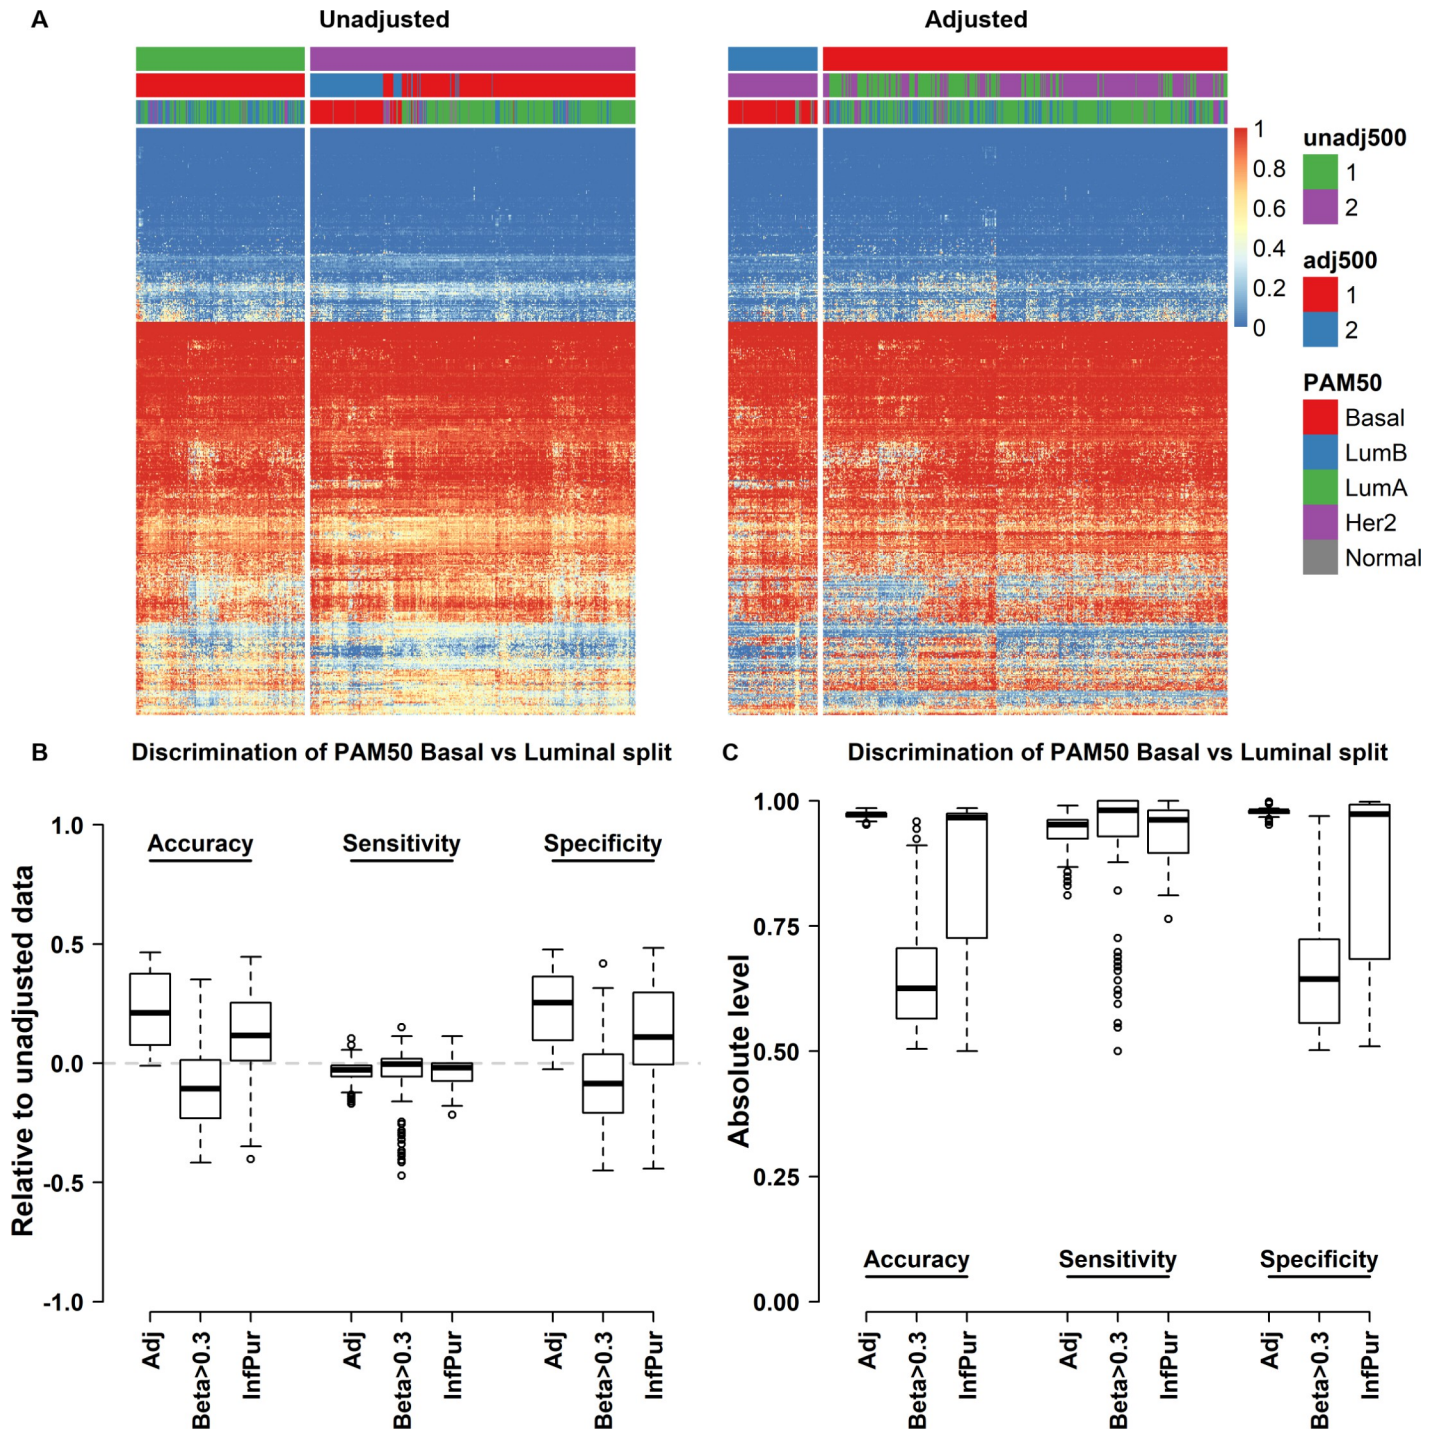 A
Unadjusted
Adjusted
1
0.8
0.6
0.4
0.2
0
unadj500
1
2
adj500
1
2
PAM50
Basal
LumB
LumA
Her2
Normal
B
Discrimination of PAM50 Basal vs Luminal split
Relative to unadjusted data
1.0
0.5
0.0
-0.5
-1.0
Accuracy
Sensitivity
Specificity
Adj
Beta>0.3
InfPur
Adj
Beta>0.3
InfPur
Adj
Beta>0.3
InfPur
C
Discrimination of PAM50 Basal vs Luminal split
Absolute level
1.00
0.75
0.50
0.25
0.00
Accuracy
Sensitivity
Specificity
Adj
Beta>0.3
InfPur
Adj
Beta>0.3
InfPur
Adj
Beta>0.3
InfPur